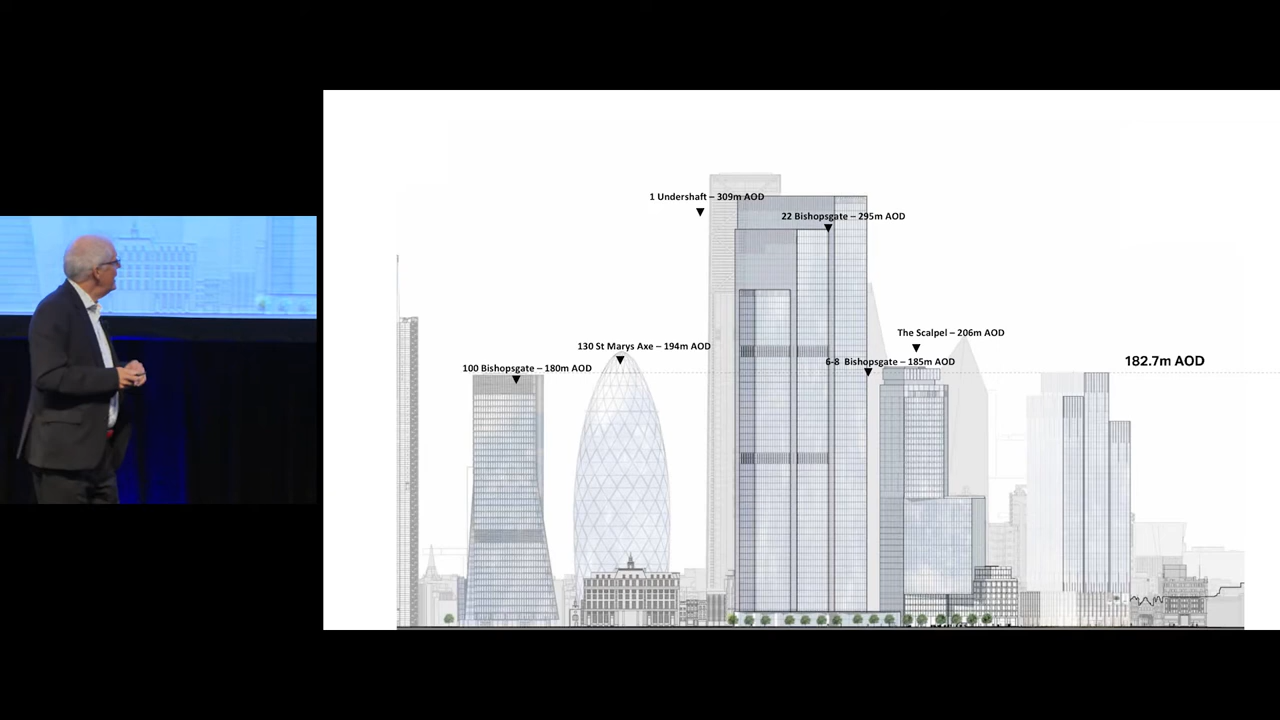 1 Undershaft – 309m AOD
22 Bishopsgate – 295m AOD
The Scalpel – 206m AOD
130 St Marys Axe – 194m AOD
6-8 Bishopsgate – 185m AOD
182.7m AOD
100 Bishopsgate – 180m AOD